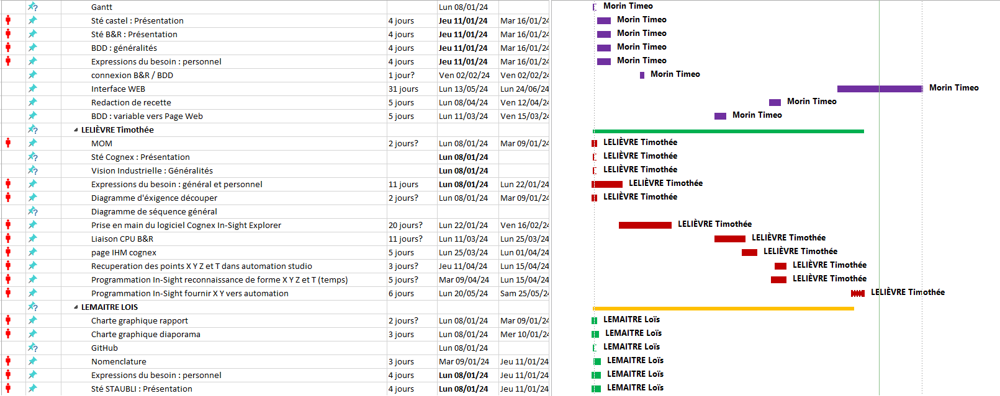 Gantt Lun 08/01/24 Morin Timeo
Sté castel : Présentation 4 jours Jeu 11/01/24 Mar 16/01/24 Morin Timeo
Sté B&R : Présentation 4 jours Jeu 11/01/24 Mar 16/01/24 Morin Timeo
BDD : généralités 4 jours Jeu 11/01/24 Mar 16/01/24 Morin Timeo
Expressions du besoin : personnel 4 jours Jeu 11/01/24 Mar 16/01/24 Morin Timeo
connexion B&R / BDD 1 jour? Ven 02/02/24 Ven 02/02/24 Morin Timeo
Interface WEB 31 jours Lun 13/05/24 Lun 24/06/24 Morin Timeo
Redaction de recette 5 jours Lun 08/04/24 Ven 12/04/24 Morin Timeo
BDD : variable vers Page Web 5 jours Lun 11/03/24 Ven 15/03/24 Morin Timeo
LELIÈVRE Timothée
MOM 2 jours? Lun 08/01/24 Mar 09/01/24 LELIÈVRE Timothée
Sté Cognex : Présentation Lun 08/01/24 LELIÈVRE Timothée
Vision Industrielle : Généralités Lun 08/01/24 LELIÈVRE Timothée
Expressions du besoin : général et personnel 11 jours Lun 08/01/24 Lun 22/01/24 LELIÈVRE Timothée
Diagramme d'éxigence découper 2 jours? Lun 08/01/24 Mar 09/01/24 LELIÈVRE Timothée
Diagramme de séquence général
Prise en main du logiciel Cognex In-Sight Explorer 20 jours? Lun 22/01/24 Ven 16/02/24 LELIÈVRE Timothée
Liaison CPU B&R 11 jours? Lun 11/03/24 Lun 25/03/24 LELIÈVRE Timothée
page IHM cognex 5 jours Lun 25/03/24 Lun 01/04/24 LELIÈVRE Timothée
Recuperation des points X Y Z et T dans automation studio 3 jours? Jeu 11/04/24 Lun 15/04/24 LELIÈVRE Timothée
Programmation In-Sight reconnaissance de forme X Y Z et T (temps) 5 jours? Mar 09/04/24 Lun 15/04/24 LELIÈVRE Timothée
Programmation In-Sight fournir X Y vers automation 6 jours Lun 20/05/24 Sam 25/05/24 LELIÈVRE Timothée
LEMAITRE LOIS
Charte graphique rapport 2 jours? Lun 08/01/24 Mar 09/01/24 LEMAITRE Loïs
Charte graphique diaporama 3 jours Lun 08/01/24 Mer 10/01/24 LEMAITRE Loïs
GitHub Lun 08/01/24 LEMAITRE Loïs
Nomenclature 3 jours Mar 09/01/24 Jeu 11/01/24 LEMAITRE Loïs
Expressions du besoin : personnel 4 jours Lun 08/01/24 Jeu 11/01/24 LEMAITRE Loïs
Sté STAUBLI : Présentation 4 jours Lun 08/01/24 Jeu 11/01/24 LEMAITRE Loïs